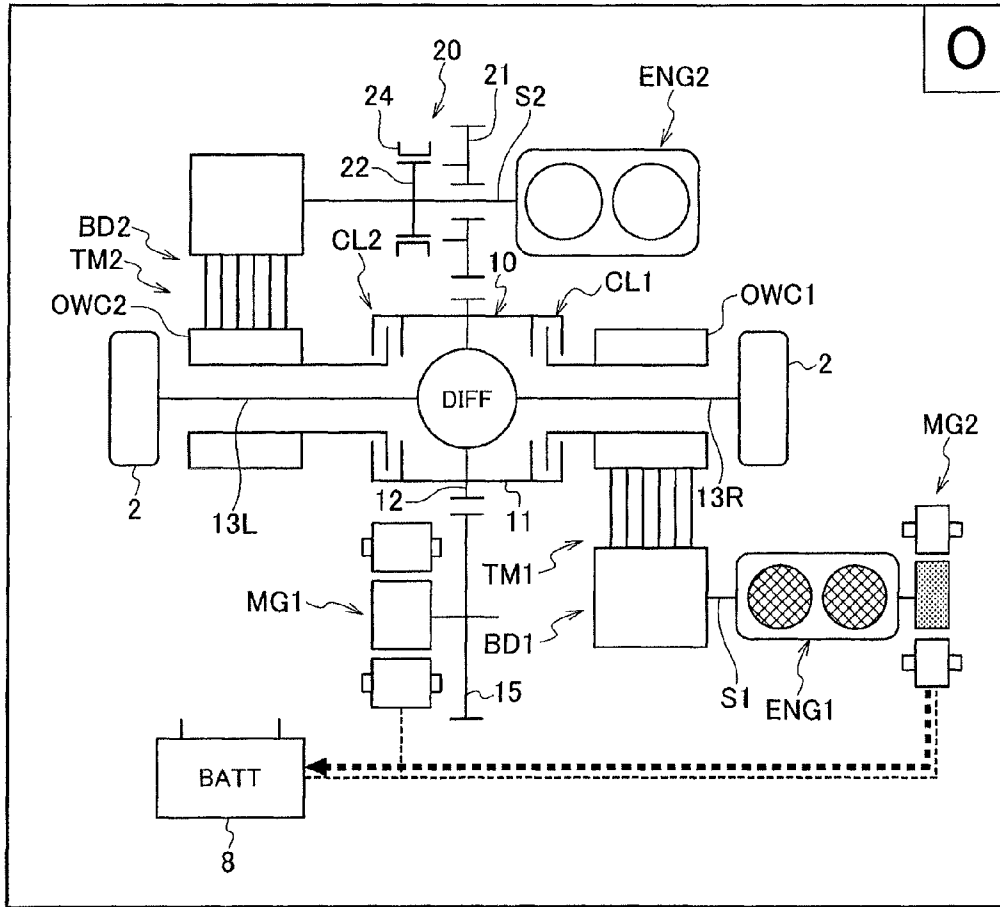 O
20
21
24
S2
ENG2
22
BD2
TM2
CL2
10
CL1
OWC2
OWC1
2
DIFF
MG2
2
13L
12
11
13R
TM1
MG1
BD1
15
S1
ENG1
BATT
8